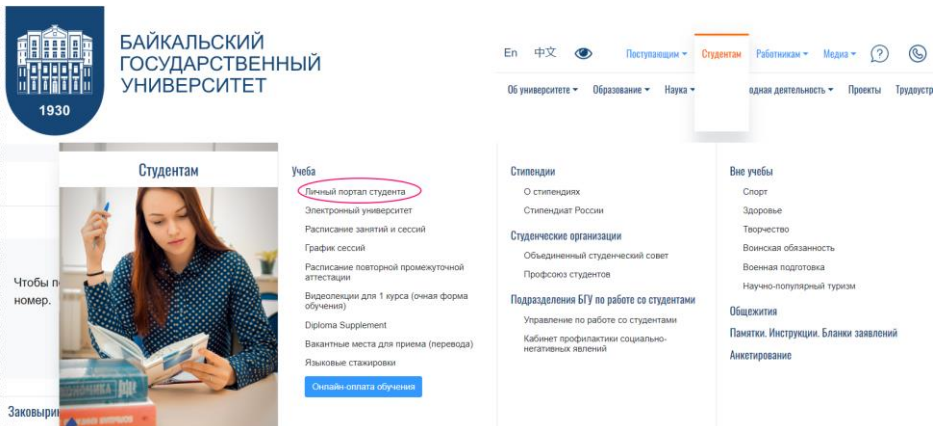 БАЙКАЛЬСКИЙ
ГОСУДАРСТВЕННЫЙ
УНИВЕРСИТЕТ
1930
En 中文 Поступающим Студентам Работникам Медиа ?
Об университете Образование Наука одная деятельность Проекты Трудоустр
Студентам
Учеба
Личный портал студента
Электронный университет
Расписание занятий и сессий
График сессий
Расписание повторной промежуточной
аттестации
Видеолекции для 1 курса (очная форма
обучения)
Diploma Supplement
Вакантные места для приема (перевода)
Языковые стажировки
Онлайн-оплата обучения
Стипендии
О стипендиях
Стипендиат России
Студенческие организации
Объединенный студенческий совет
Профсоюз студентов
Подразделения БГУ по работе со студентами
Управление по работе со студентами
Кабинет профилактики социально-
негативных явлений
Вне учебы
Спорт
Здоровье
Творчество
Воинская обязанность
Военная подготовка
Научно-популярный туризм
Общежития
Памятки. Инструкции. Бланки заявлений
Анкетирование
Чтобы п
номер.
ЭКОНОМИКА
Заковыри